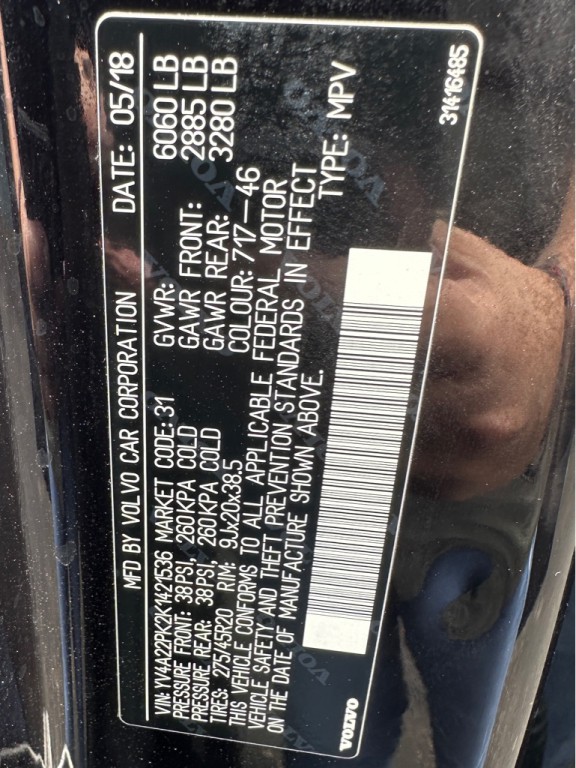 MFD BY VOLVO CAR CORPORATION DATE: 05/18
VIN: YV4A22PK2K1421536 MARKET CODE: 31 GVWR: 6060 LB
PRESSURE FRONT: 38PSI, 260KPA COLD GAWR FRONT: 2885 LB
PRESSURE REAR: 38PSI, 260KPA COLD GAWR REAR: 3280 LB
TIRES: 275/45R20 RIM: 9Jx20x38.5 COLOUR: 717-46
THIS VEHICLE CONFORMS TO ALL APPLICABLE FEDERAL MOTOR
VEHICLE SAFETY AND THEFT PREVENTION STANDARDS IN EFFECT
ON THE DATE OF MANUFACTURE SHOWN ABOVE.
TYPE: MPV
VOLVO 31416485